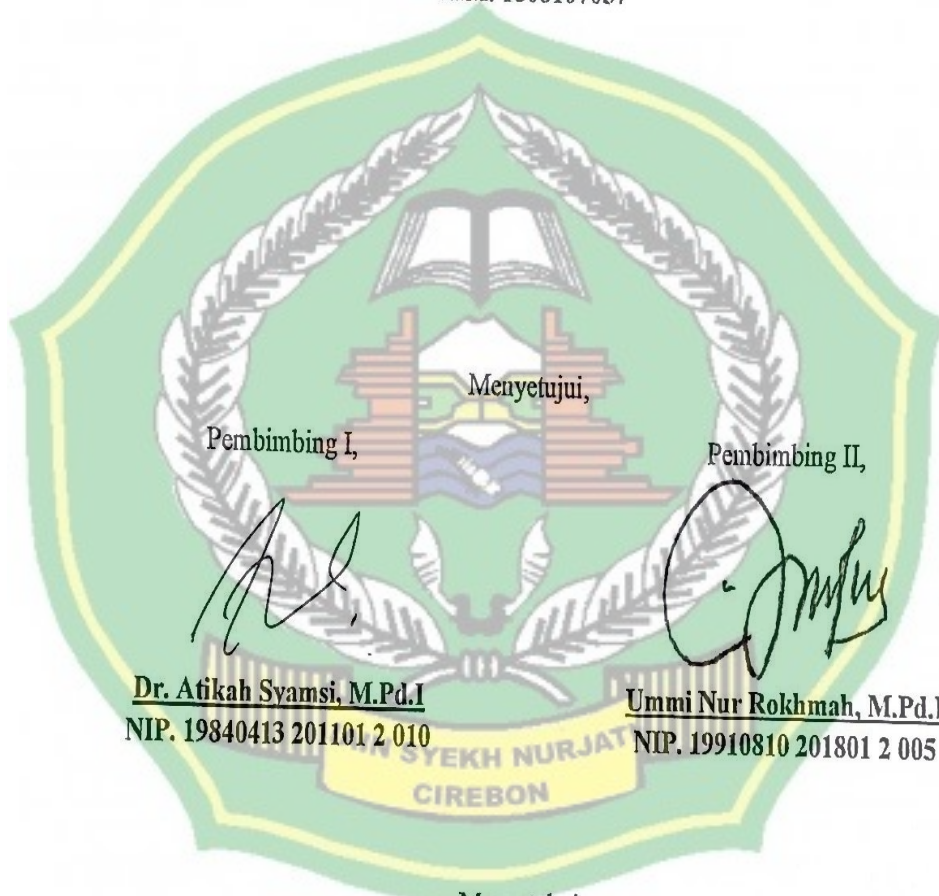 Menyetujui,
Pembimbing I,
Pembimbing II,
Dr. Atikah Syamsi, M.Pd.I
NIP. 19840413 201101 2 010
Ummi Nur Rokhmah, M.Pd.I
NIP. 19910810 201801 2 005
SYEKH NURJATI
CIREBON